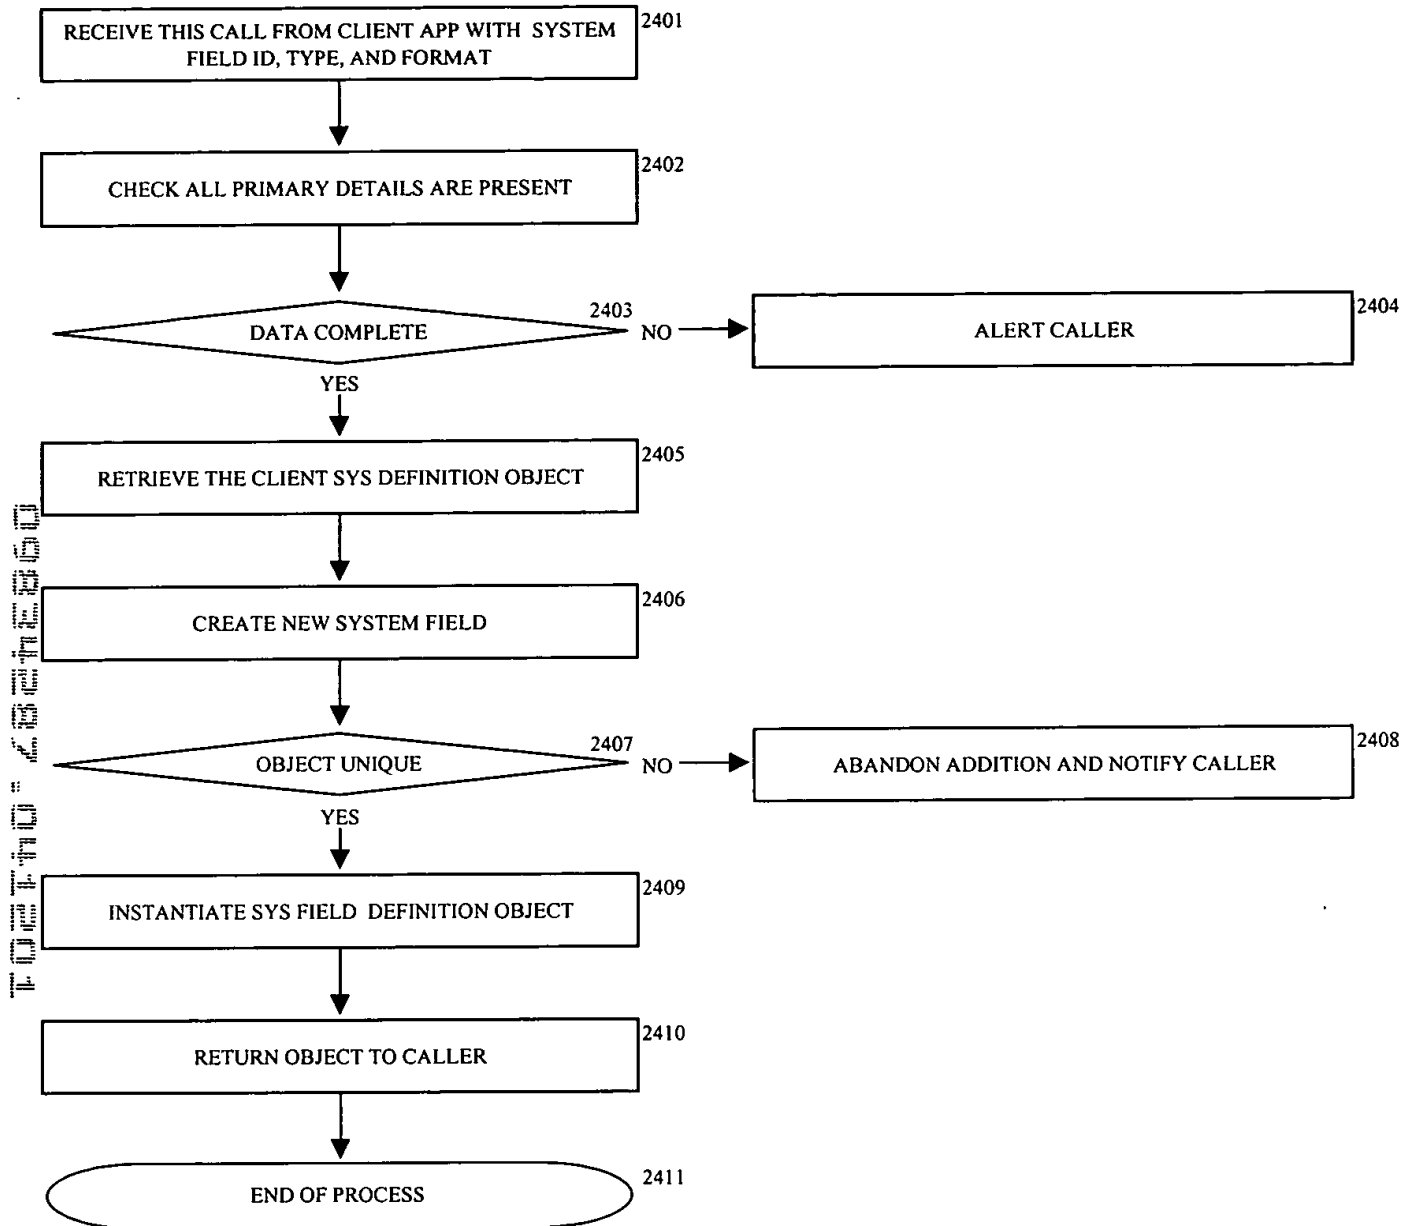 RECEIVE THIS CALL FROM CLIENT APP WITH SYSTEM
FIELD ID, TYPE, AND FORMAT
2401
CHECK ALL PRIMARY DETAILS ARE PRESENT
2402
DATA COMPLETE
2403
NO
ALERT CALLER
2404
YES
RETRIEVE THE CLIENT SYS DEFINITION OBJECT
2405
CREATE NEW SYSTEM FIELD
2406
OBJECT UNIQUE
2407
NO
ABANDON ADDITION AND NOTIFY CALLER
2408
YES
INSTANTIATE SYS FIELD DEFINITION OBJECT
2409
RETURN OBJECT TO CALLER
2410
END OF PROCESS
2411